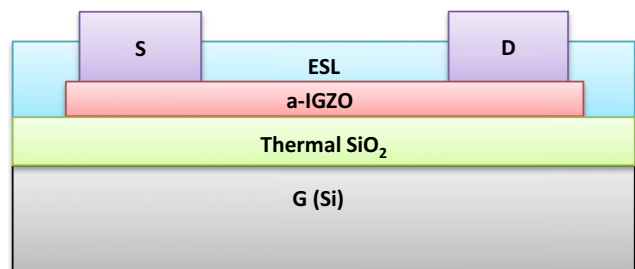 S
D
ESL
a-IGZO
Thermal SiO₂
G (Si)